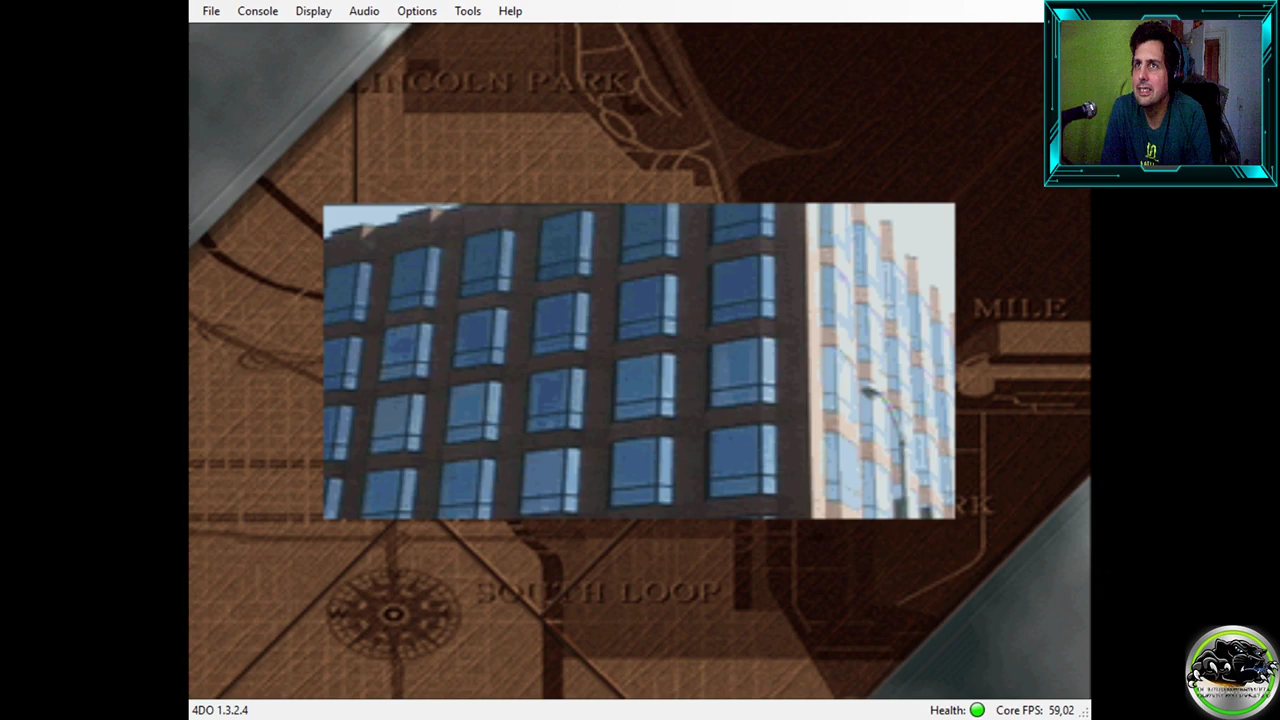 File Console Display Audio Options Tools Help
LINCOLN PARK
MILE
SOUTH LOOP
4DO 1.3.2.4
Health: Core FPS: 59,02